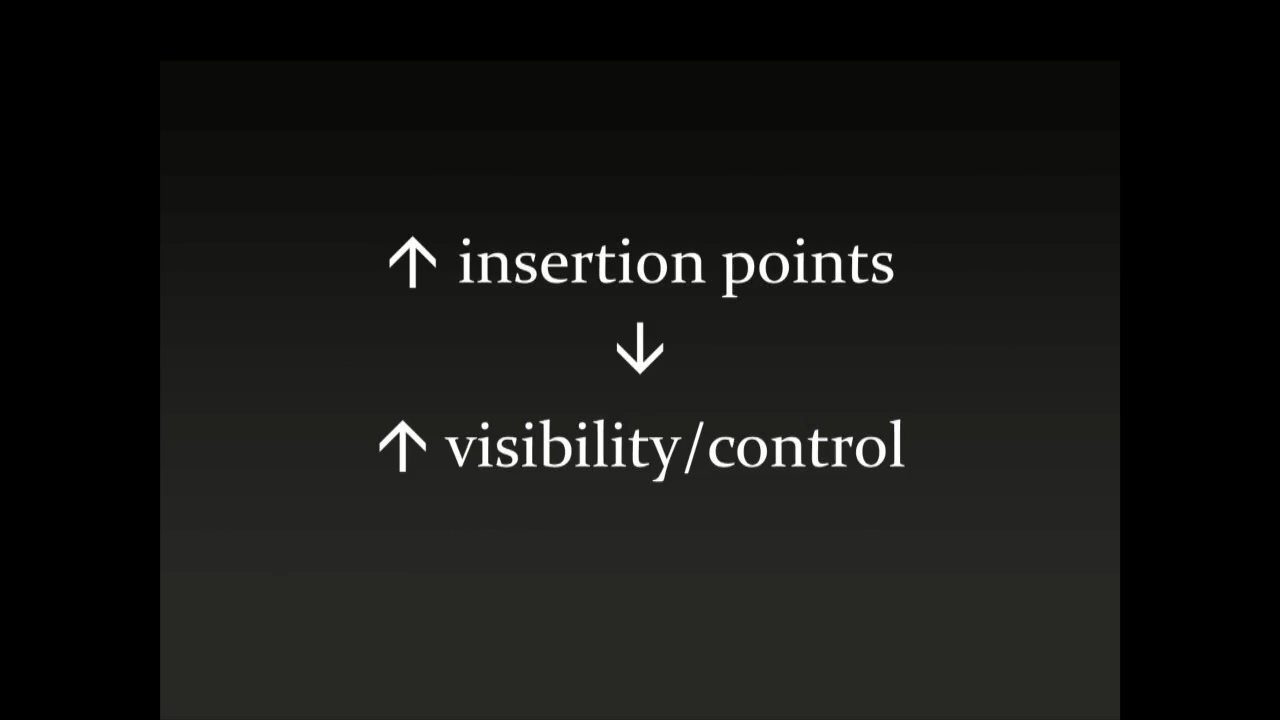 ↑ insertion points
↓
↑ visibility/control